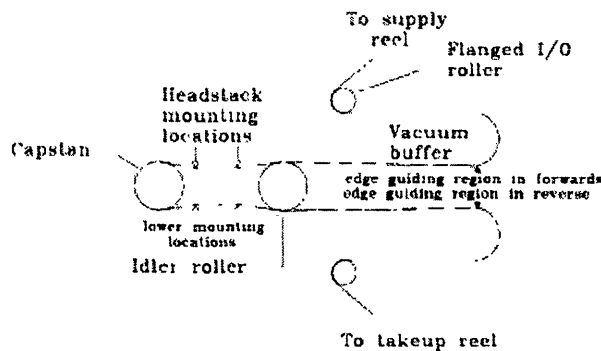 To supply
reel
Flanged I/O
roller
Headstack
mounting
locations
Capstan
Vacuum
buffer
edge guiding region in forwards
edge guiding region in reverse
lower mounting
locations
Idler roller
To takeup reel